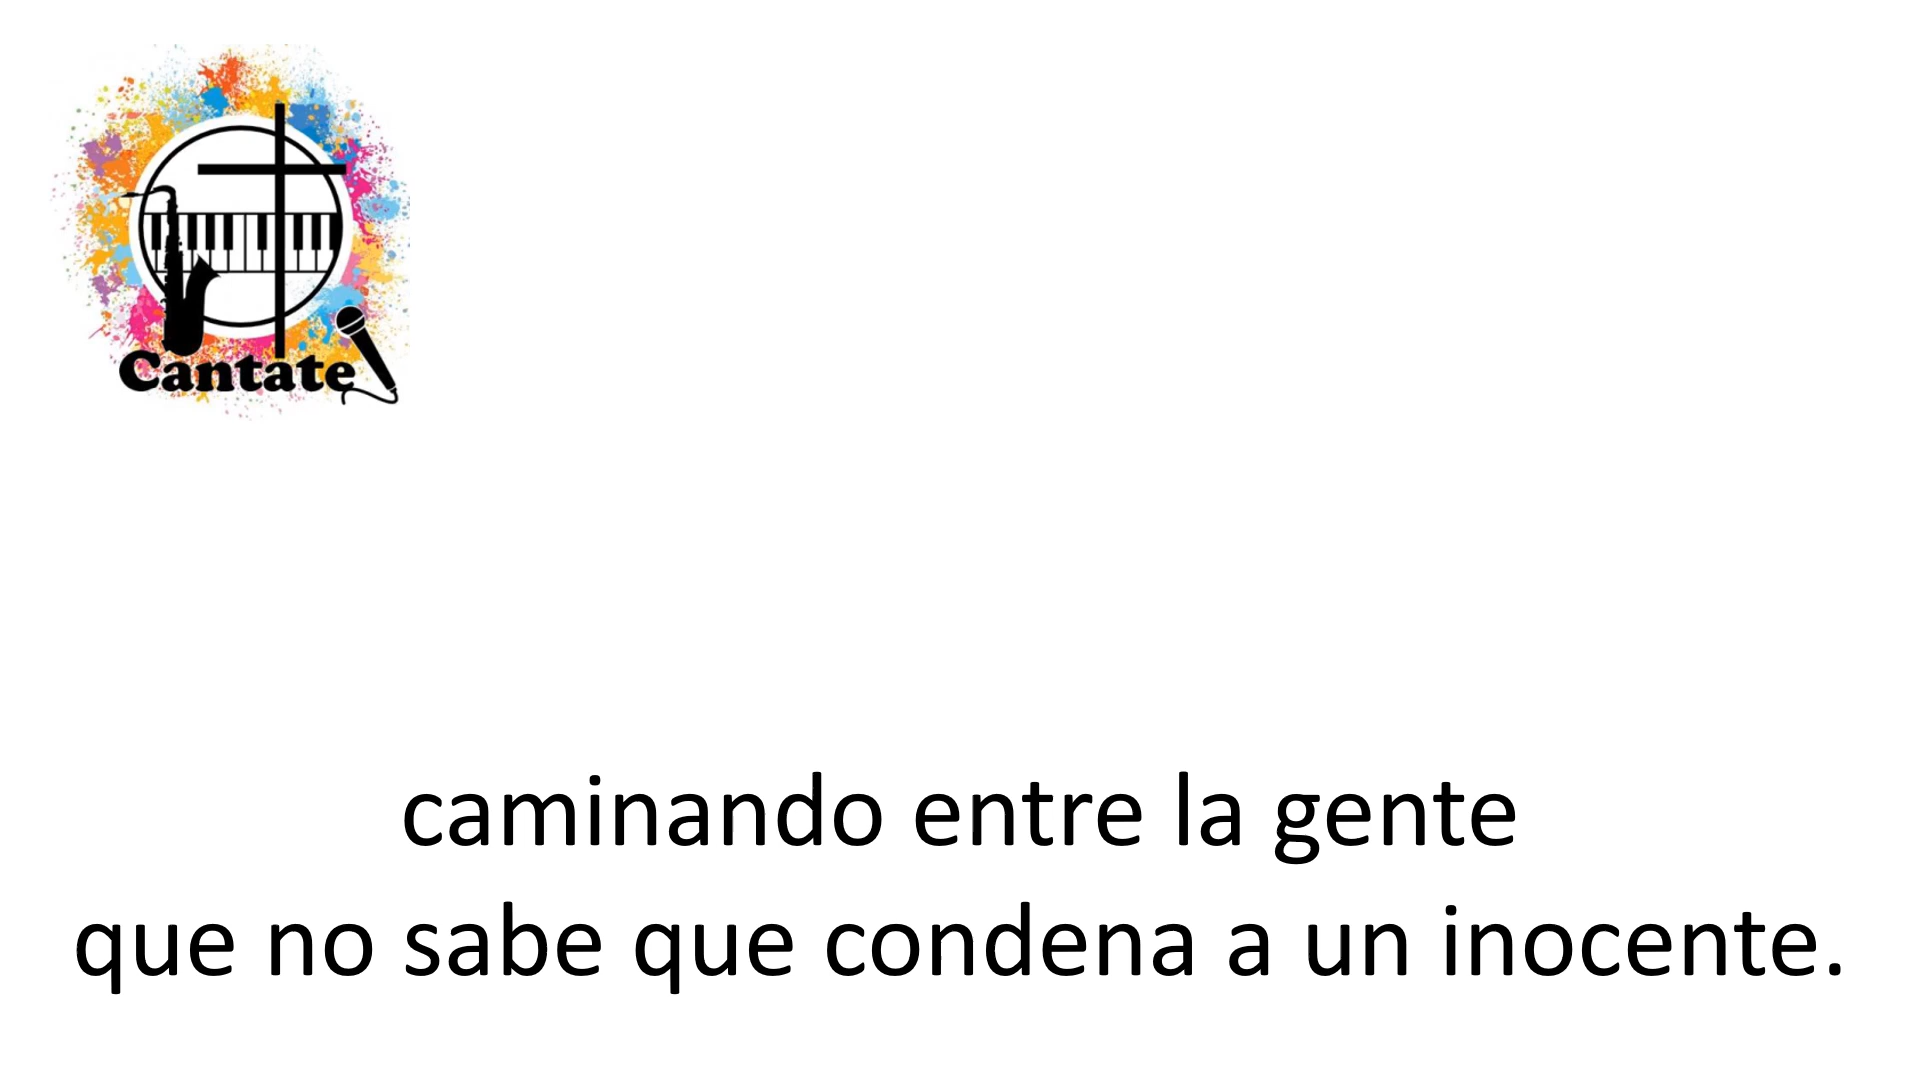 Cantate
caminando entre la gente
que no sabe que condena a un inocente.